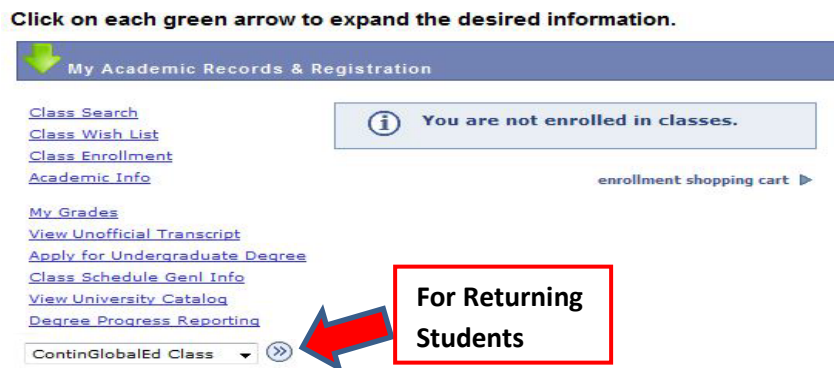 Click on each green arrow to expand the desired information.
My Academic Records & Registration
Class Search
Class Wish List
Class Enrollment
Academic Info
You are not enrolled in classes.
enrollment shopping cart
My Grades
View Unofficial Transcript
Apply for Undergraduate Degree
Class Schedule Genl Info
View University Catalog
Degree Progress Reporting
ContinGlobalEd Class
For Returning
Students